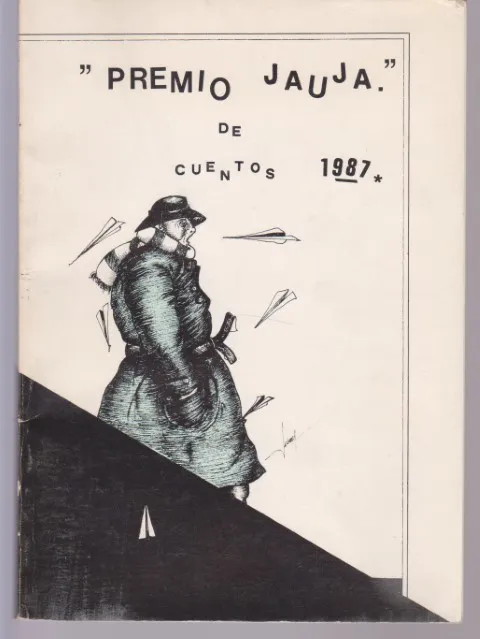 ” PREMIO JAUJA.”
DE
CUENTOS 1987*